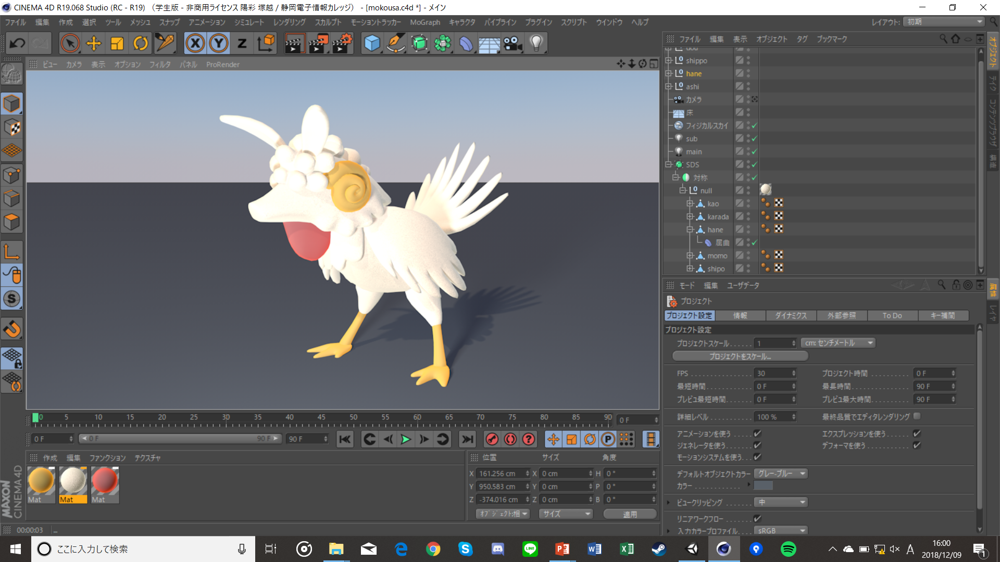 CINEMA 4D R19.068 Studio (RC - R19) （学生版 - 非商用ライセンス 陽彩 塚越 / 静岡電子情報カレッジ） - [mokousa.c4d *] - メイン
ファイル 編集 作成 選択 ツール メッシュ スナップ アニメーション シミュレート レンダリング スカルプト モーショントラッカー MoGraph キャラクタ パイプライン プラグイン スクリプト ウインドウ ヘルプ レイアウト: 初期
ファイル 編集 表示 オブジェクト タグ ブックマーク
ビュー カメラ 表示 オプション フィルタ パネル ProRender
shippo
hane
ashi
カメラ
床
フィジカルスカイ
sub
main
SDS
対称
null
kao
karada
hane
屈曲
momo
shipo
オブジェクト
テイク
コンテンツブラウザ
構造
モード 編集 ユーザデータ
属性
レイヤ
プロジェクト
プロジェクト設定 情報 ダイナミクス 外部参照 To Do キー補間
プロジェクト設定
プロジェクトスケール 1 cm: センチメートル
プロジェクトをスケール...
FPS 30 プロジェクト時間 0 F
最短時間 0 F 最長時間 90 F
プレビュ最短時間 0 F プレビュ最大時間 90 F
詳細レベル 100 % 最終品質でエディタレンダリング
アニメーションを使う エクスプレッションを使う
ジェネレータを使う デフォーマを使う
モーションシステムを使う
デフォルトオブジェクトカラー グレー-ブルー
カラー
ビュークリッピング 中
リニアワークフロー
入力カラープロファイル sRGB
0 5 10 15 20 25 30 35 40 45 50 55 60 65 70 75 80 85 90 0 F
0 F 0 F 90 F 90 F
作成 編集 ファンクション テクスチャ
Mat Mat Mat
位置 サイズ 角度
X 161.256 cm X 0 cm H 0 °
Y 950.583 cm Y 0 cm P 0 °
Z -374.016 cm Z 0 cm B 0 °
オブジェクト:相 サイズ 適用
MAXON
CINEMA 4D
00:00:03 ...
ここに入力して検索
LINE
A
16:00
2018/12/09
1